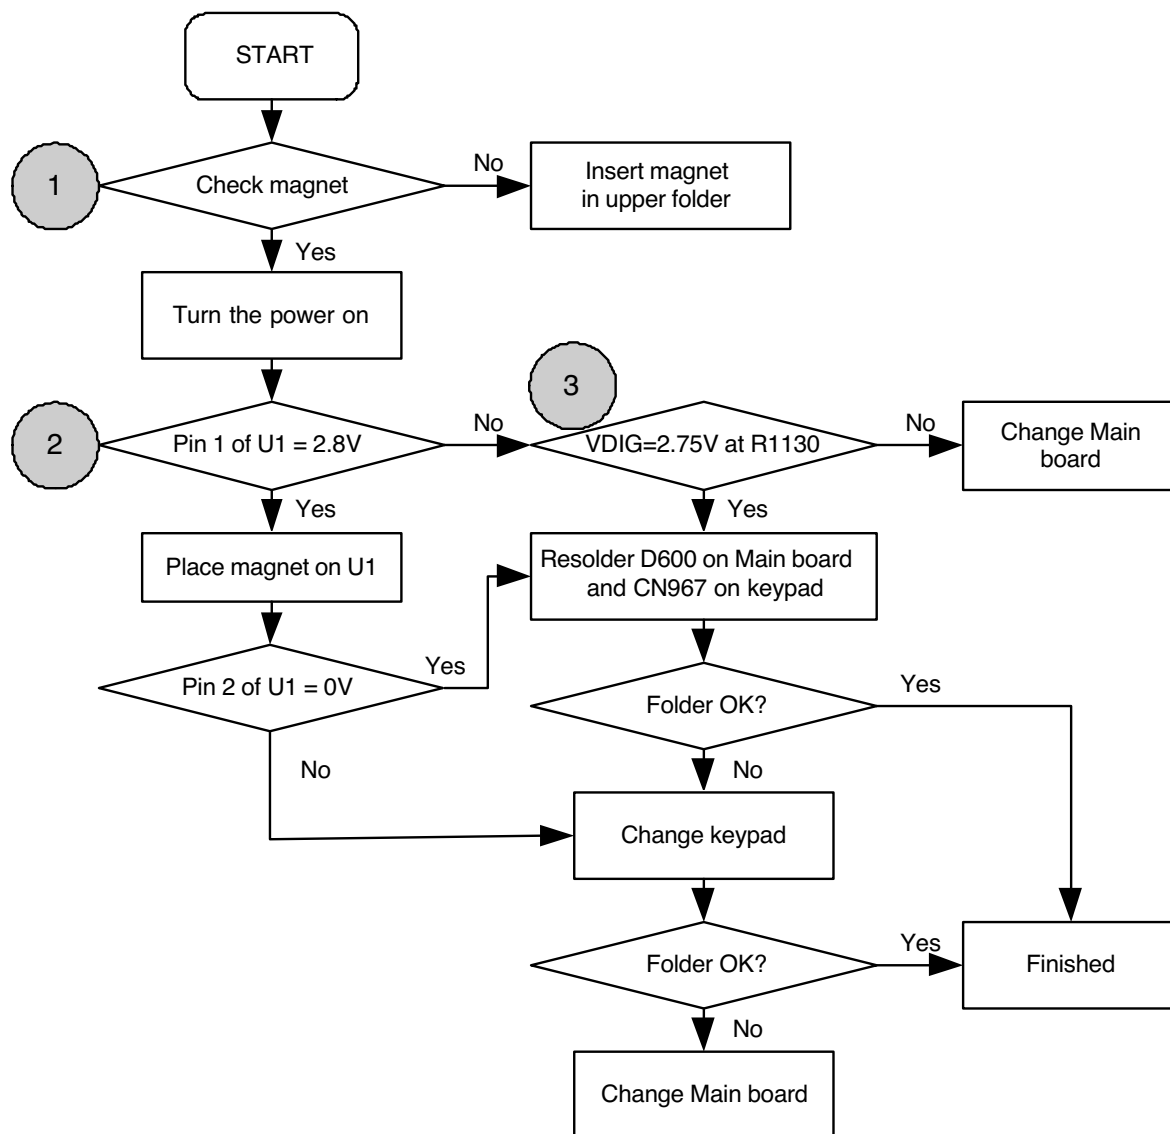 START
1
Check magnet
No
Insert magnet
in upper folder
Yes
Turn the power on
3
2
Pin 1 of U1 = 2.8V
No
VDIG=2.75V at R1130
No
Change Main
board
Yes
Yes
Place magnet on U1
Resolder D600 on Main board
and CN967 on keypad
Pin 2 of U1 = 0V
Yes
Folder OK?
Yes
No
No
Change keypad
Folder OK?
Yes
Finished
No
Change Main board